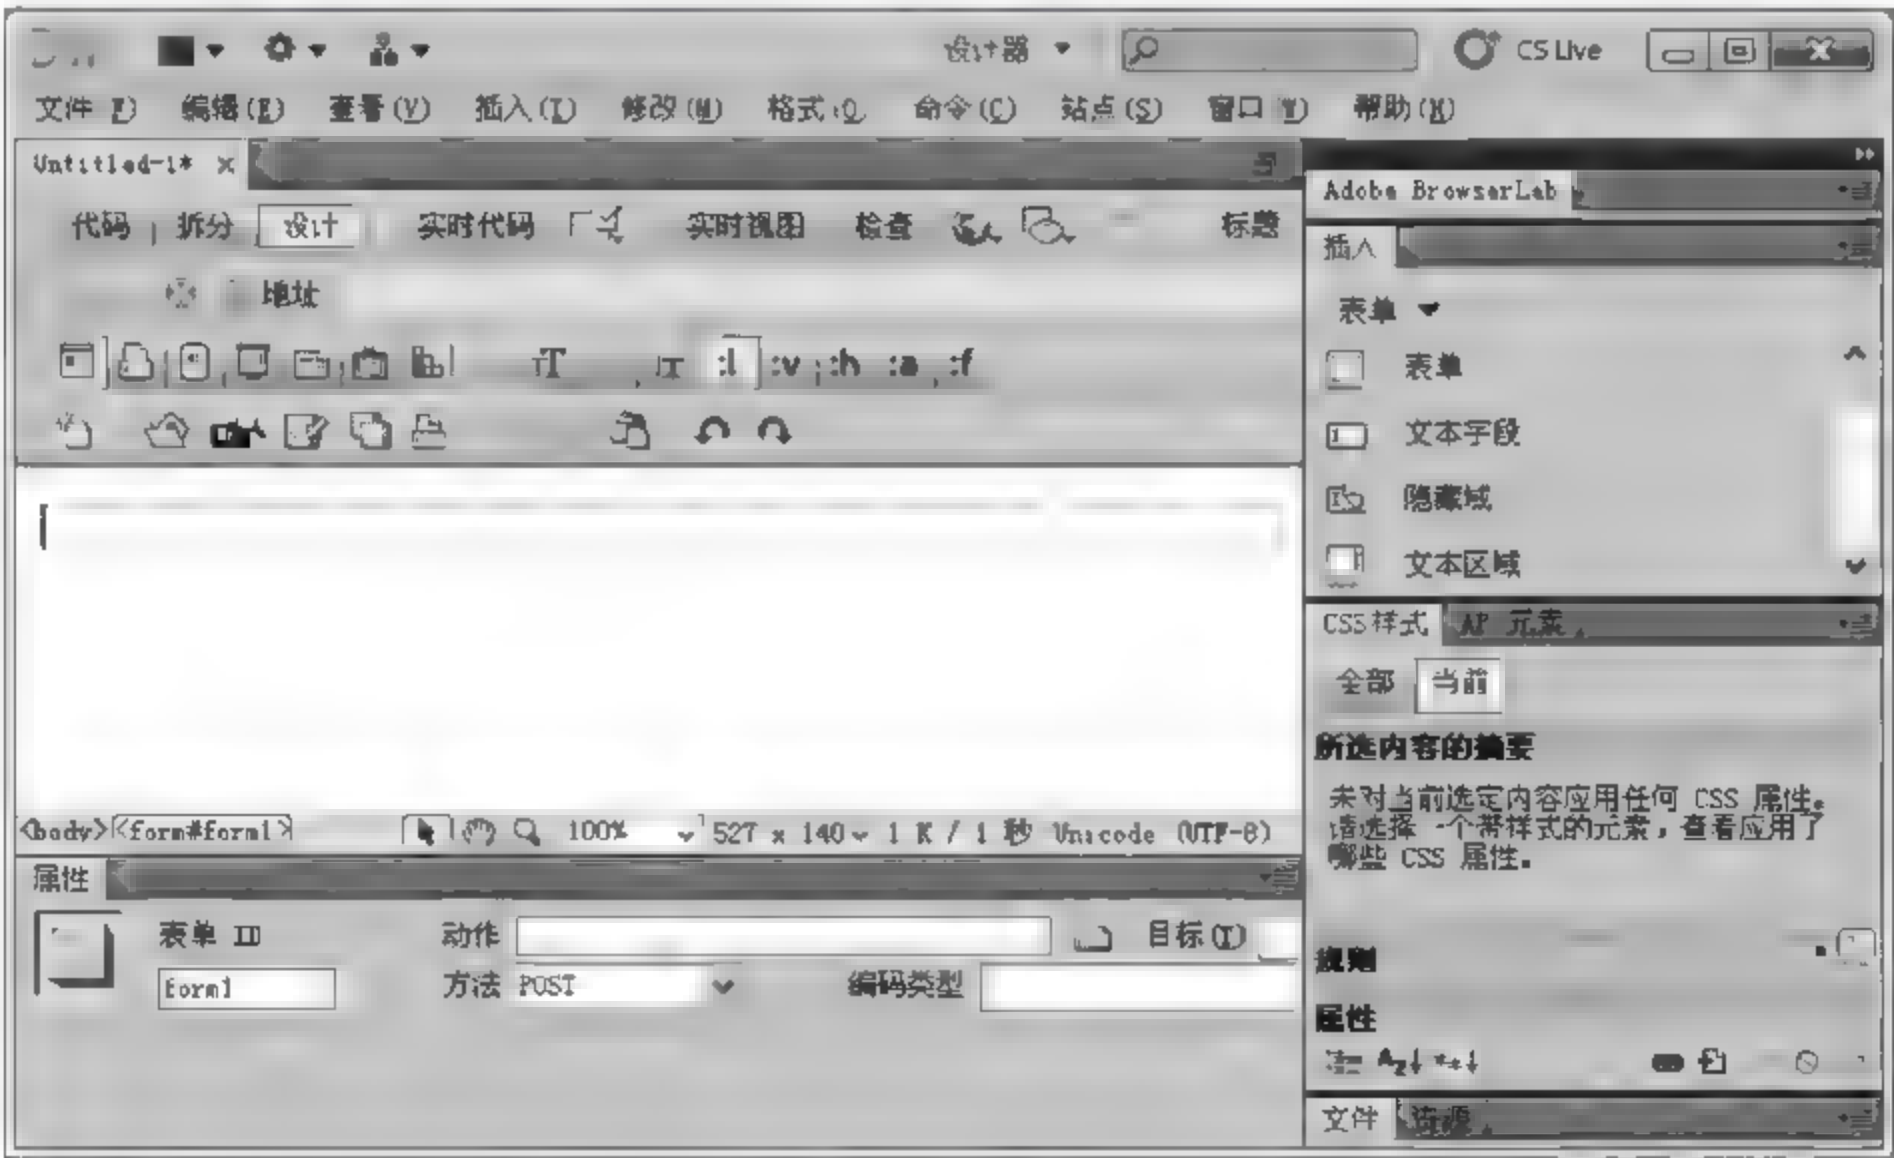 设计器 CS Live
文件 F) 编辑(E) 查看(V) 插入(I) 修改(M) 格式(O) 命令(C) 站点(S) 窗口 W) 帮助(H)
Untitled-1* ×
代码 拆分 设计 实时代码 实时视图 检查 标题
地址
:l :v :h :a :f
<body><form#form1>
100% 527 x 140 1 K / 1 秒 Unicode (UTF-8)
属性
表单 ID 动作 目标(T)
form1 方法 POST 编码类型
Adobe BrowserLab
插入
表单
表单
文本字段
隐藏域
文本区域
CSS样式 AP 元素
全部 当前
所选内容的摘要
未对当前选定内容应用任何 CSS 属性。
请选择一个带样式的元素，查看应用了
哪些 CSS 属性。
规则
属性
文件 资源